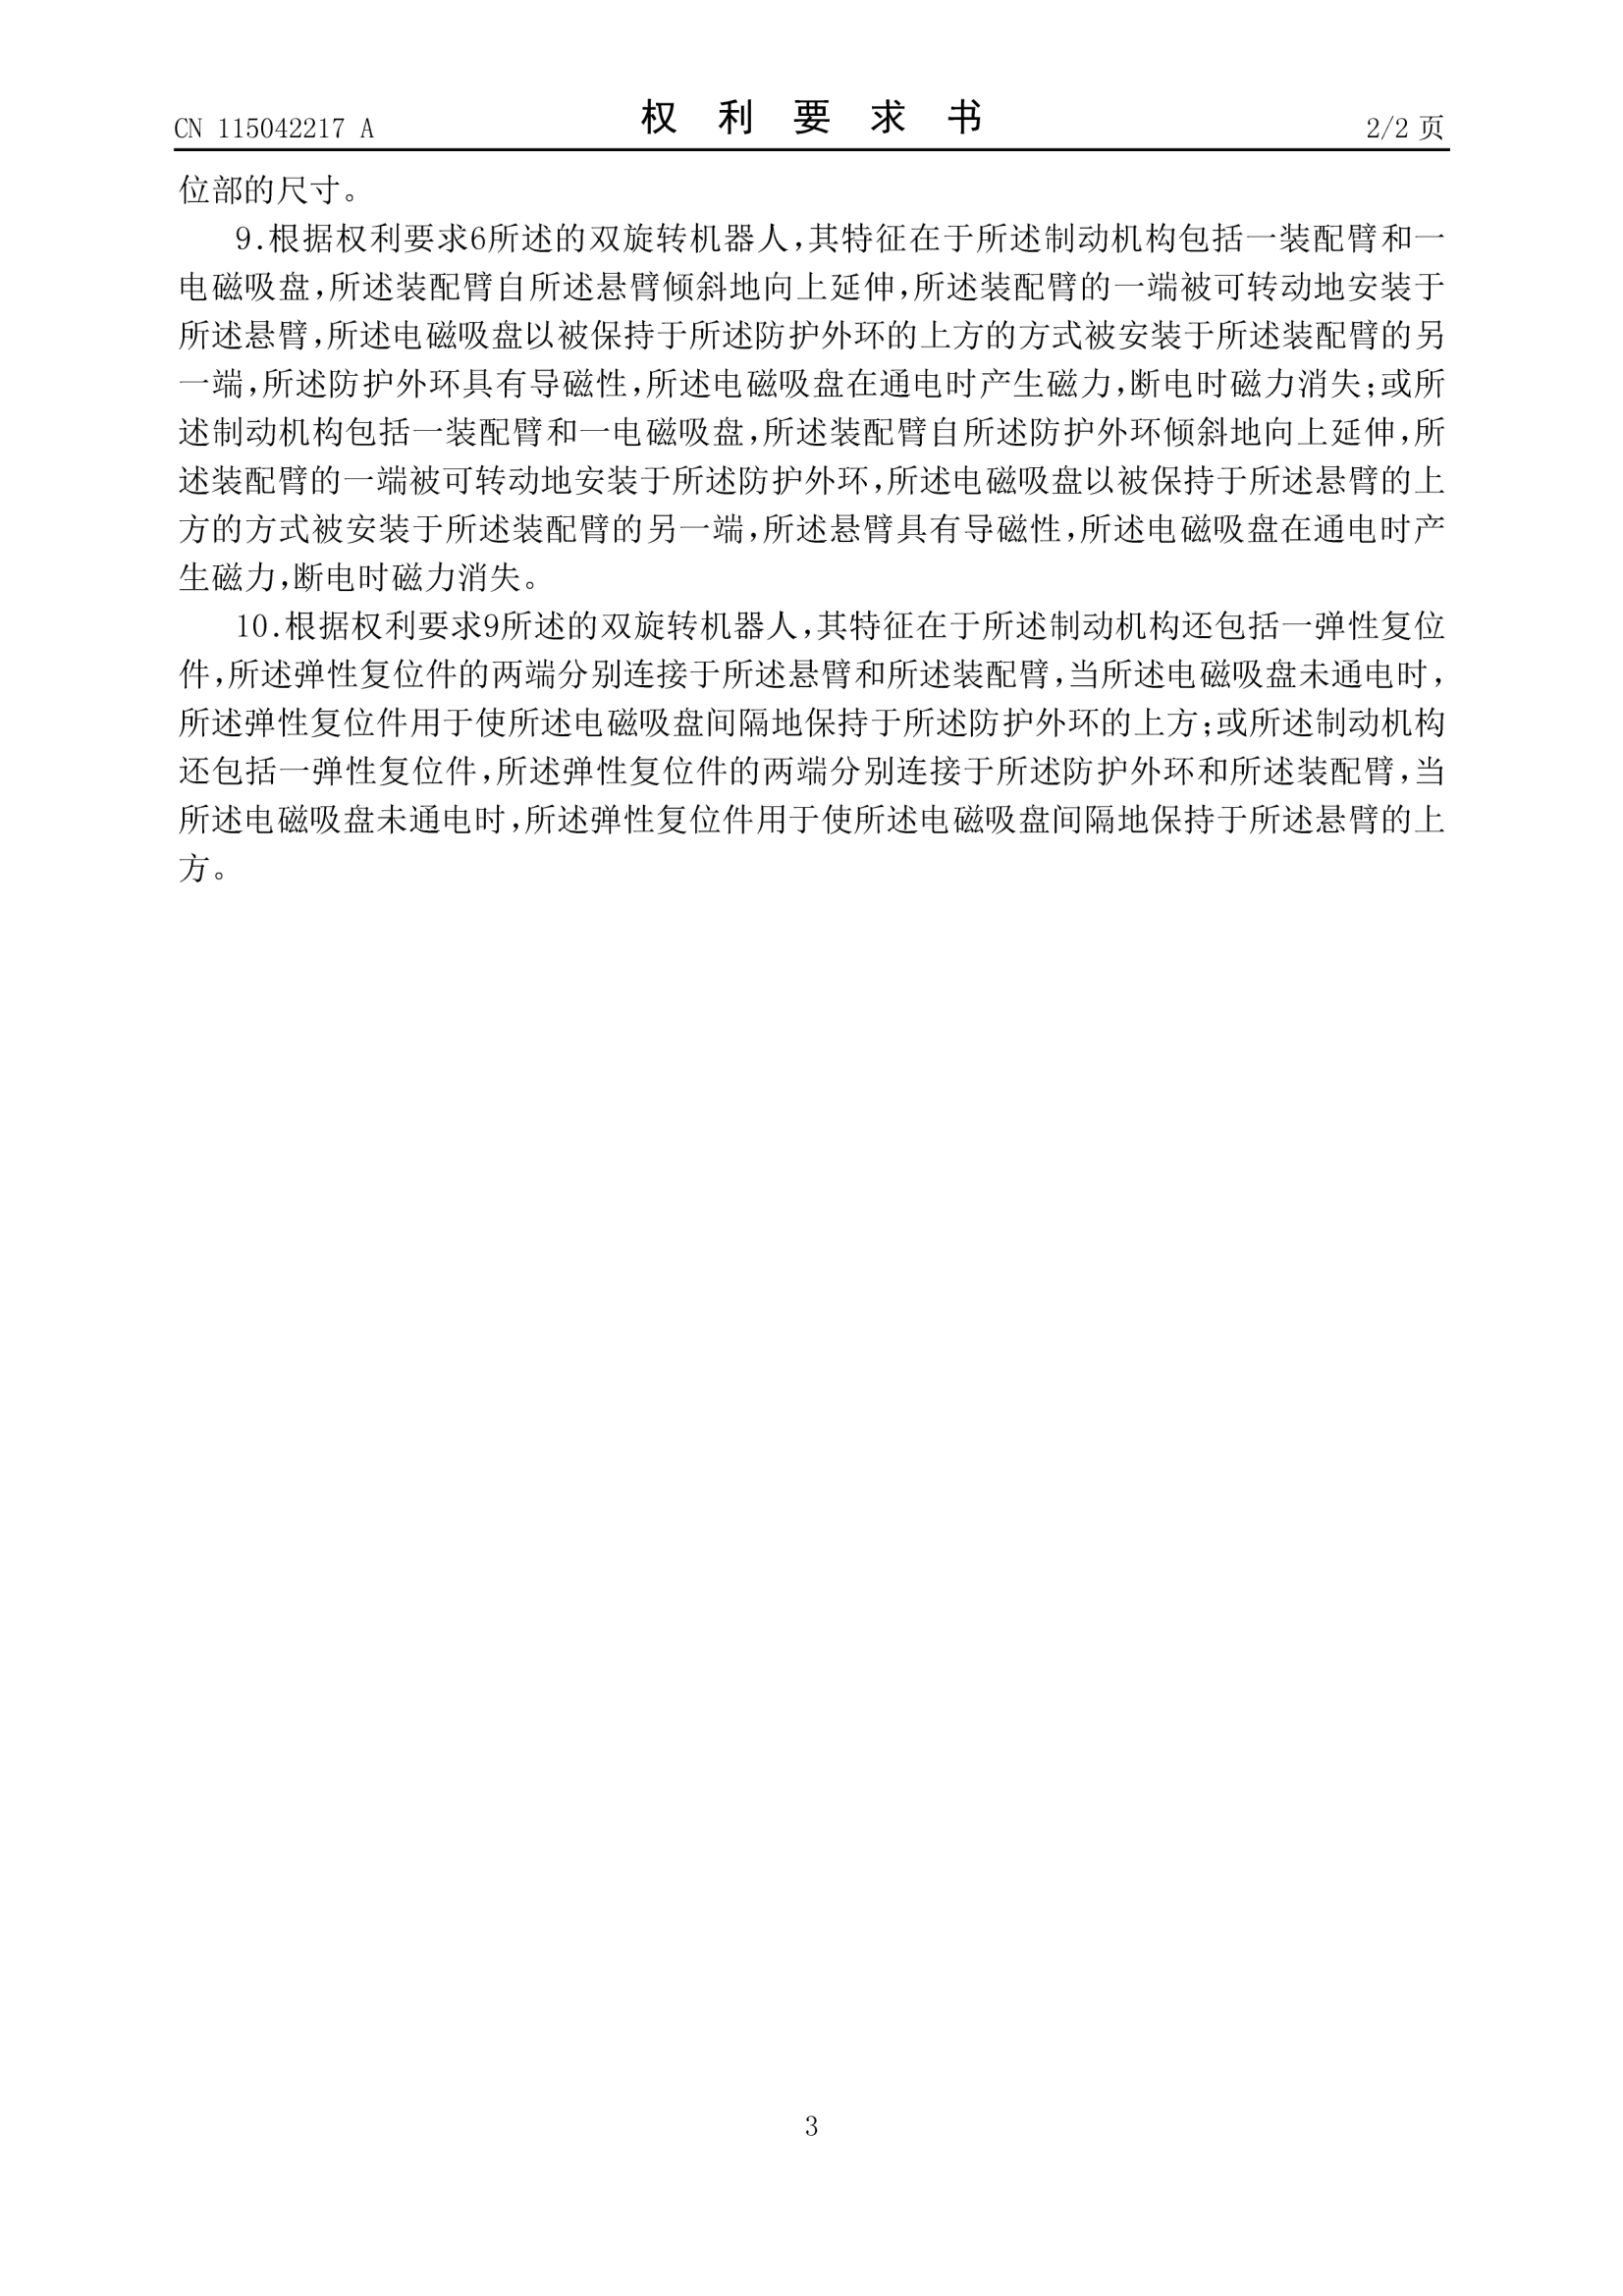 CN 115042217 A
权利要求书
2/2 页
位部的尺寸。
9.根据权利要求6所述的双旋转机器人,其特征在于所述制动机构包括一装配臂和一
电磁吸盘,所述装配臂自所述悬臂倾斜地向上延伸,所述装配臂的一端被可转动地安装于
所述悬臂,所述电磁吸盘以被保持于所述防护外环的上方的方式被安装于所述装配臂的另
一端,所述防护外环具有导磁性,所述电磁吸盘在通电时产生磁力,断电时磁力消失;或所
述制动机构包括一装配臂和一电磁吸盘,所述装配臂自所述防护外环倾斜地向上延伸,所
述装配臂的一端被可转动地安装于所述防护外环,所述电磁吸盘以被保持于所述悬臂的上
方的方式被安装于所述装配臂的另一端,所述悬臂具有导磁性,所述电磁吸盘在通电时产
生磁力,断电时磁力消失。
10.根据权利要求9所述的双旋转机器人,其特征在于所述制动机构还包括一弹性复位
件,所述弹性复位件的两端分别连接于所述悬臂和所述装配臂,当所述电磁吸盘未通电时,
所述弹性复位件用于使所述电磁吸盘间隔地保持于所述防护外环的上方;或所述制动机构
还包括一弹性复位件,所述弹性复位件的两端分别连接于所述防护外环和所述装配臂,当
所述电磁吸盘未通电时,所述弹性复位件用于使所述电磁吸盘间隔地保持于所述悬臂的上
方。
3